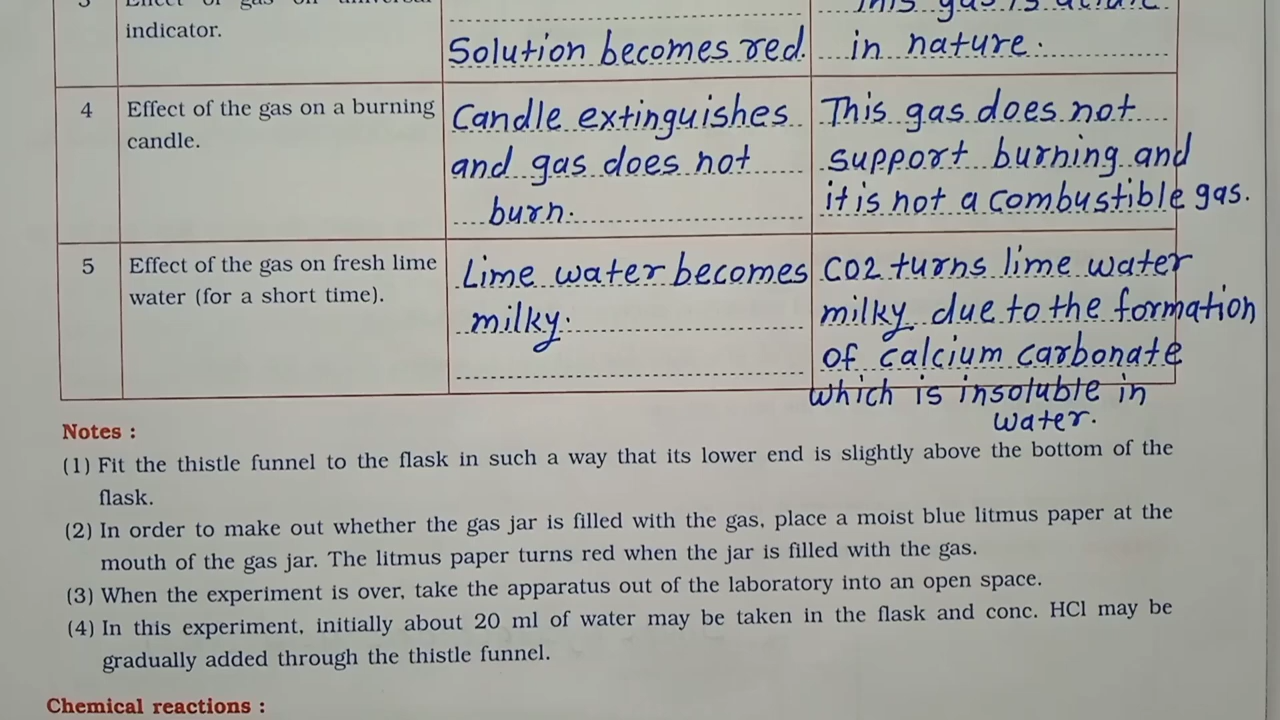 indicator.
Solution becomes red.
in nature.
4
Effect of the gas on a burning
candle.
Candle extinguishes
and gas does not
burn.
This gas does not
support burning and
it is not a combustible gas.
5
Effect of the gas on fresh lime
water (for a short time).
Lime water becomes
milky.
CO2 turns lime water
milky due to the formation
of calcium carbonate
which is insoluble in
water.
Notes :
(1) Fit the thistle funnel to the flask in such a way that its lower end is slightly above the bottom of the
flask.
(2) In order to make out whether the gas jar is filled with the gas, place a moist blue litmus paper at the
mouth of the gas jar. The litmus paper turns red when the jar is filled with the gas.
(3) When the experiment is over, take the apparatus out of the laboratory into an open space.
(4) In this experiment, initially about 20 ml of water may be taken in the flask and conc. HCl may be
gradually added through the thistle funnel.
Chemical reactions :